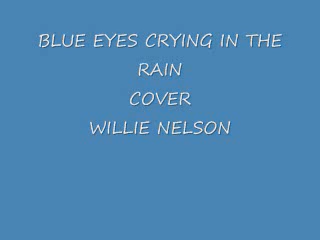 BLUE EYES CRYING IN THE
RAIN
COVER
WILLIE NELSON